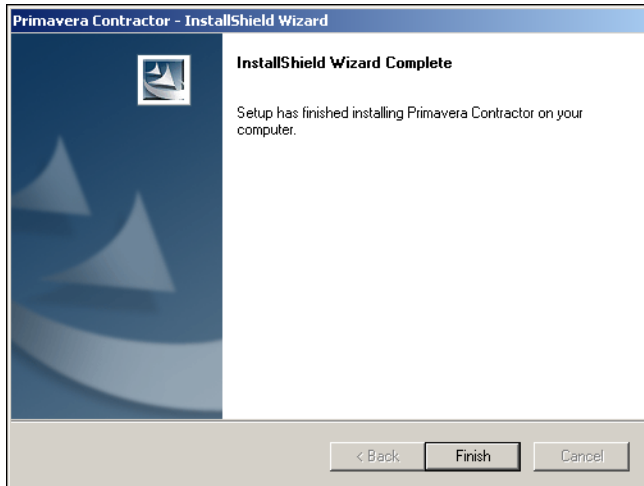 Primavera Contractor - InstallShield Wizard
InstallShield Wizard Complete
Setup has finished installing Primavera Contractor on your
computer.
< Back
Finish
Cancel